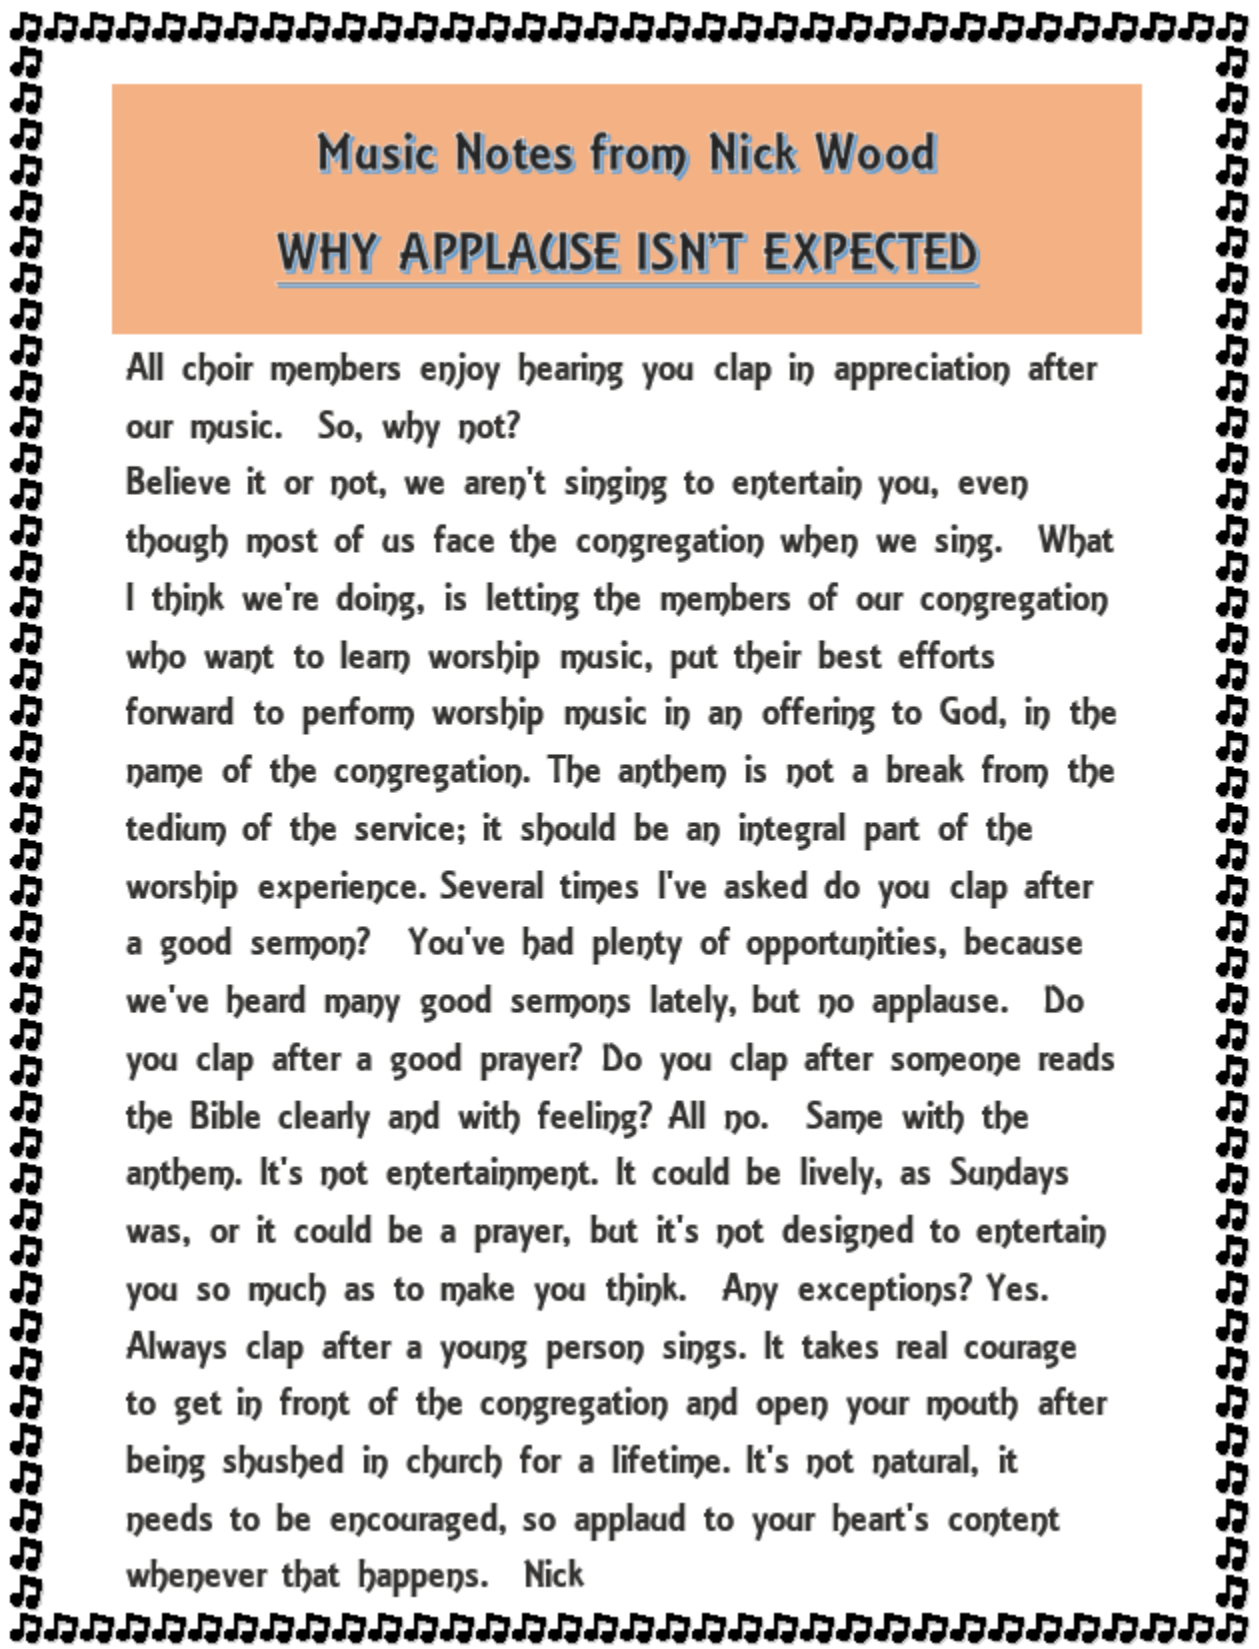 Music Notes from Nick Wood
WHY APPLAUSE ISN'T EXPECTED
All choir members enjoy hearing you clap in appreciation after
our music. So, why not?
Believe it or not, we aren't singing to entertain you, even
though most of us face the congregation when we sing. What
I think we're doing, is letting the members of our congregation
who want to learn worship music, put their best efforts
forward to perform worship music in an offering to God, in the
name of the congregation. The anthem is not a break from the
tedium of the service; it should be an integral part of the
worship experience. Several times I've asked do you clap after
a good sermon? You've had plenty of opportunities, because
we've heard many good sermons lately, but no applause. Do
you clap after a good prayer? Do you clap after someone reads
the Bible clearly and with feeling? All no. Same with the
anthem. It's not entertainment. It could be lively, as Sundays
was, or it could be a prayer, but it's not designed to entertain
you so much as to make you think. Any exceptions? Yes.
Always clap after a young person sings. It takes real courage
to get in front of the congregation and open your mouth after
being shushed in church for a lifetime. It's not natural, it
needs to be encouraged, so applaud to your heart's content
whenever that happens. Nick